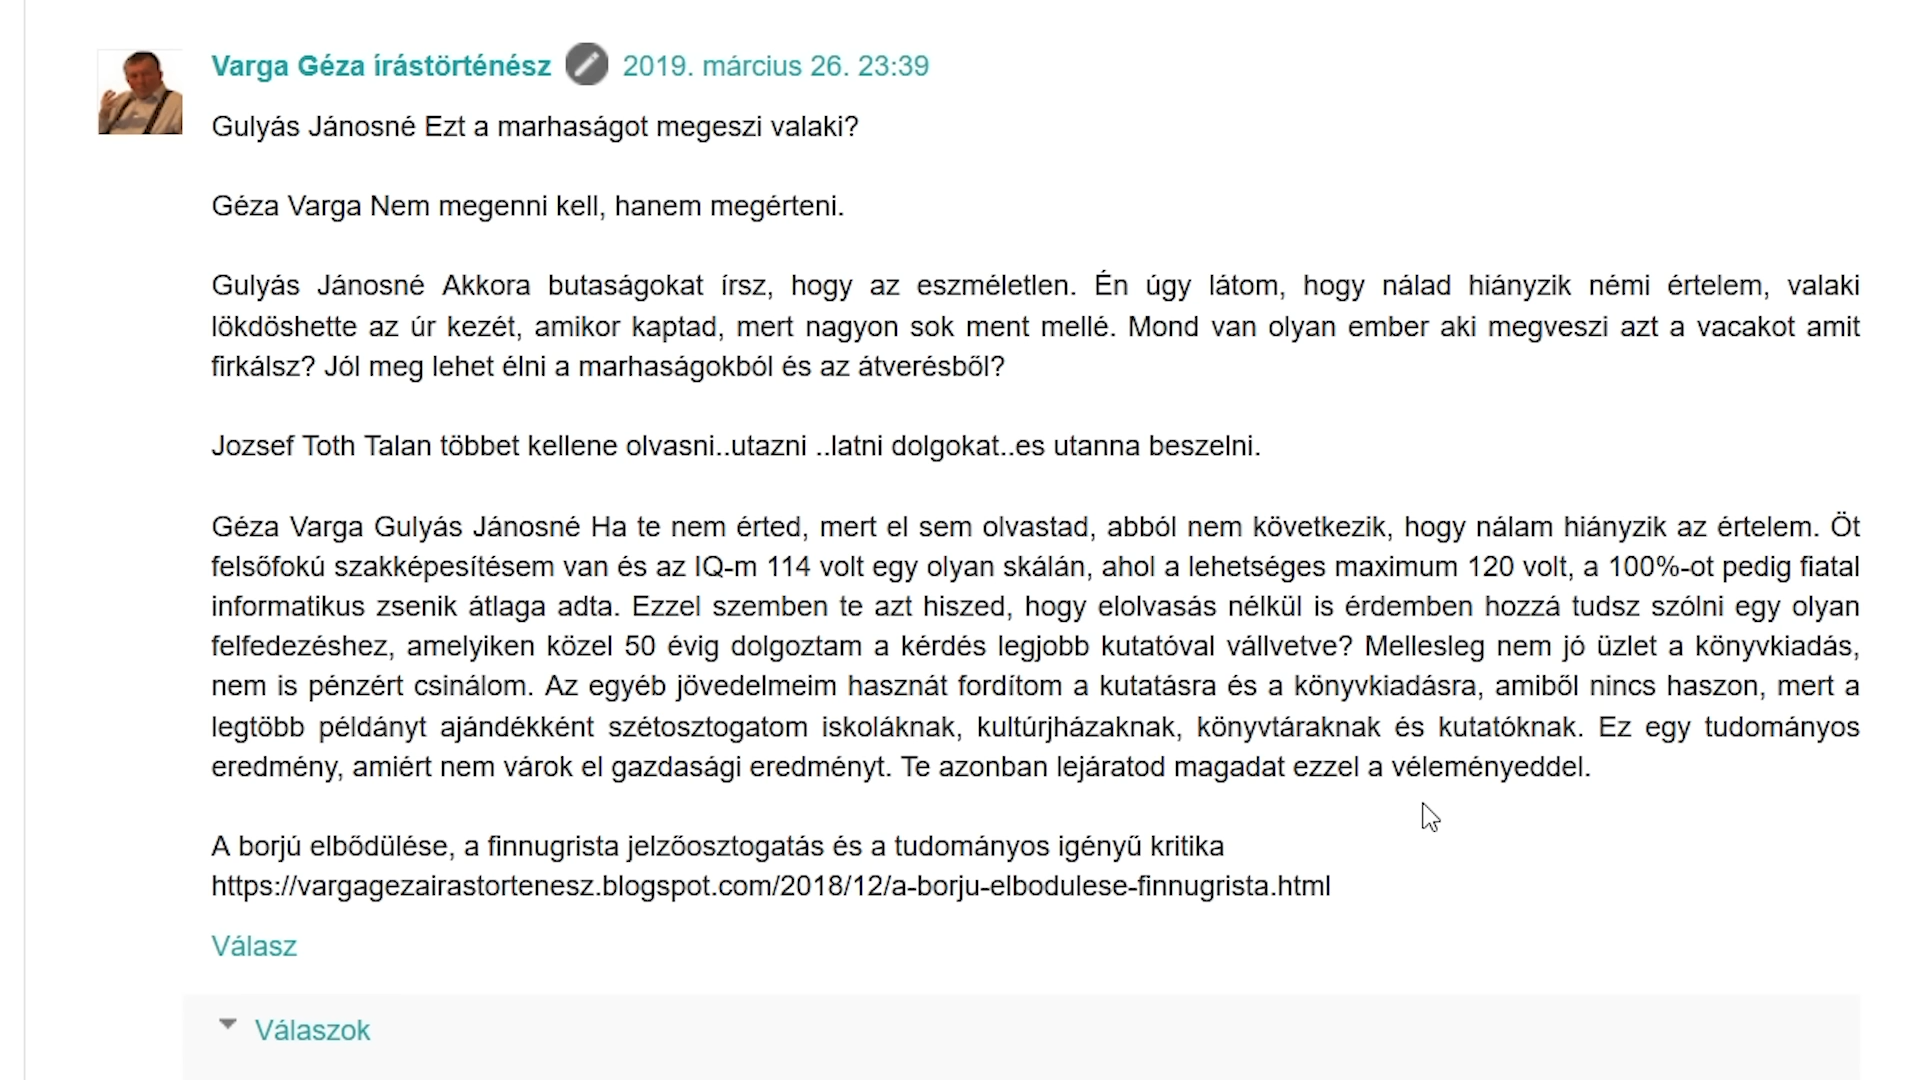 Varga Géza írástörténész 2019. március 26. 23:39
Gulyás Jánosné Ezt a marhaságot megeszi valaki?
Géza Varga Nem megenni kell, hanem megérteni.
Gulyás Jánosné Akkora butaságokat írsz, hogy az eszméletlen. Én úgy látom, hogy nálad hiányzik némi értelem, valaki
lökdöshette az úr kezét, amikor kaptad, mert nagyon sok ment mellé. Mond van olyan ember aki megveszi azt a vacakot amit
firkálsz? Jól meg lehet élni a marhaságokból és az átverésből?
Jozsef Toth Talan többet kellene olvasni..utazni ..latni dolgokat..es utanna beszelni.
Géza Varga Gulyás Jánosné Ha te nem érted, mert el sem olvastad, abból nem következik, hogy nálam hiányzik az értelem. Öt
felsőfokú szakképesítésem van és az IQ-m 114 volt egy olyan skálán, ahol a lehetséges maximum 120 volt, a 100%-ot pedig fiatal
informatikus zsenik átlaga adta. Ezzel szemben te azt hiszed, hogy elolvasás nélkül is érdemben hozzá tudsz szólni egy olyan
felfedezéshez, amelyiken közel 50 évig dolgoztam a kérdés legjobb kutatóval vállvetve? Mellesleg nem jó üzlet a könyvkiadás,
nem is pénzért csinálom. Az egyéb jövedelmeim hasznát fordítom a kutatásra és a könyvkiadásra, amiből nincs haszon, mert a
legtöbb példányt ajándékként szétosztogatom iskoláknak, kultúrjházaknak, könyvtáraknak és kutatóknak. Ez egy tudományos
eredmény, amiért nem várok el gazdasági eredményt. Te azonban lejáratod magadat ezzel a véleményeddel.
A borjú elbődülése, a finnugrista jelzőosztogatás és a tudományos igényű kritika
https://vargagezairastortenesz.blogspot.com/2018/12/a-borju-elbodulese-finnugrista.html
Válasz
Válaszok